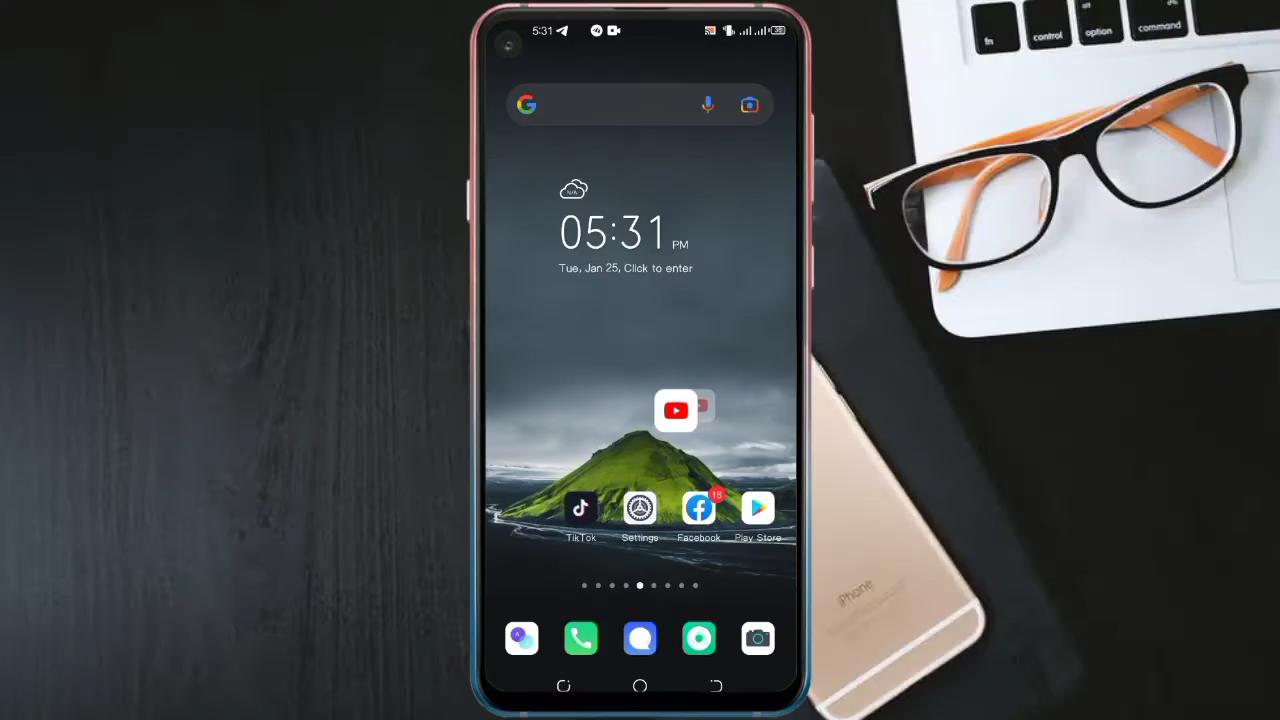 5:31
fn
control
option
command
alt
N/A
05:31 PM
Tue, Jan 25, Click to enter
18
TikTok
Settings
Facebook
Play Store
iPhone